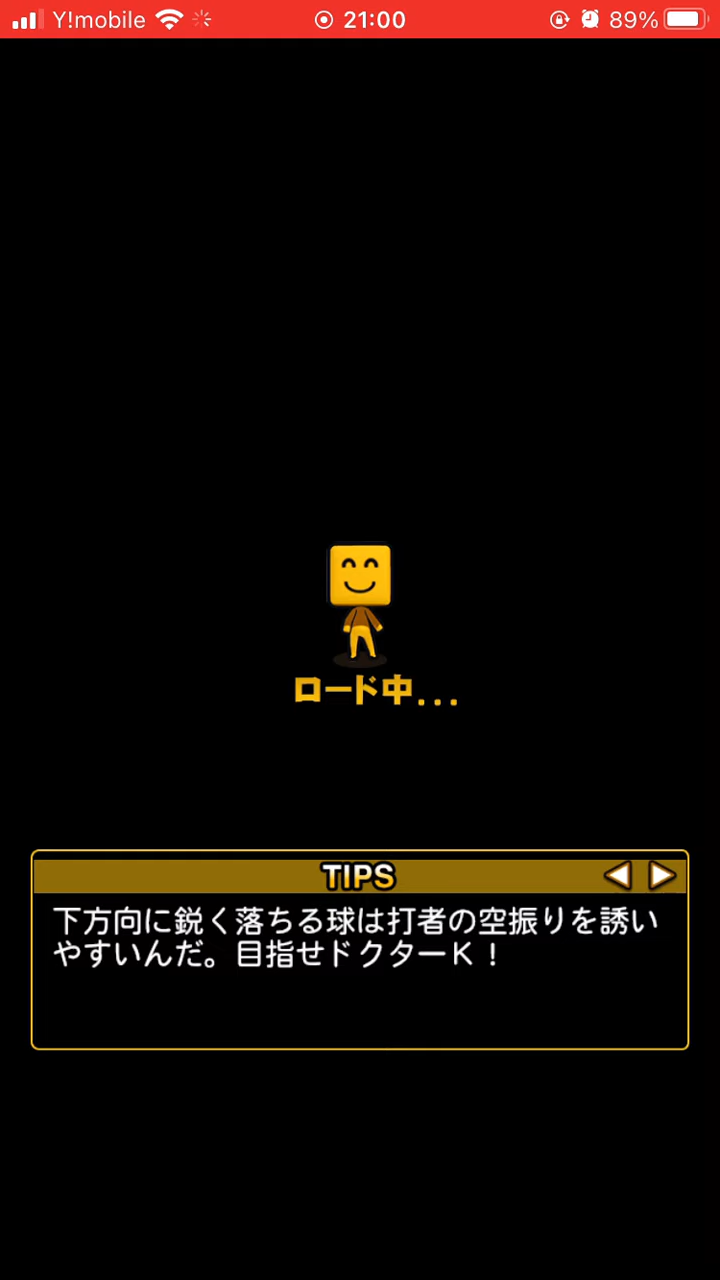 Y!mobile 21:00 89%
ロード中...
TIPS
下方向に鋭く落ちる球は打者の空振りを誘い
やすいんだ。目指せドクターK！